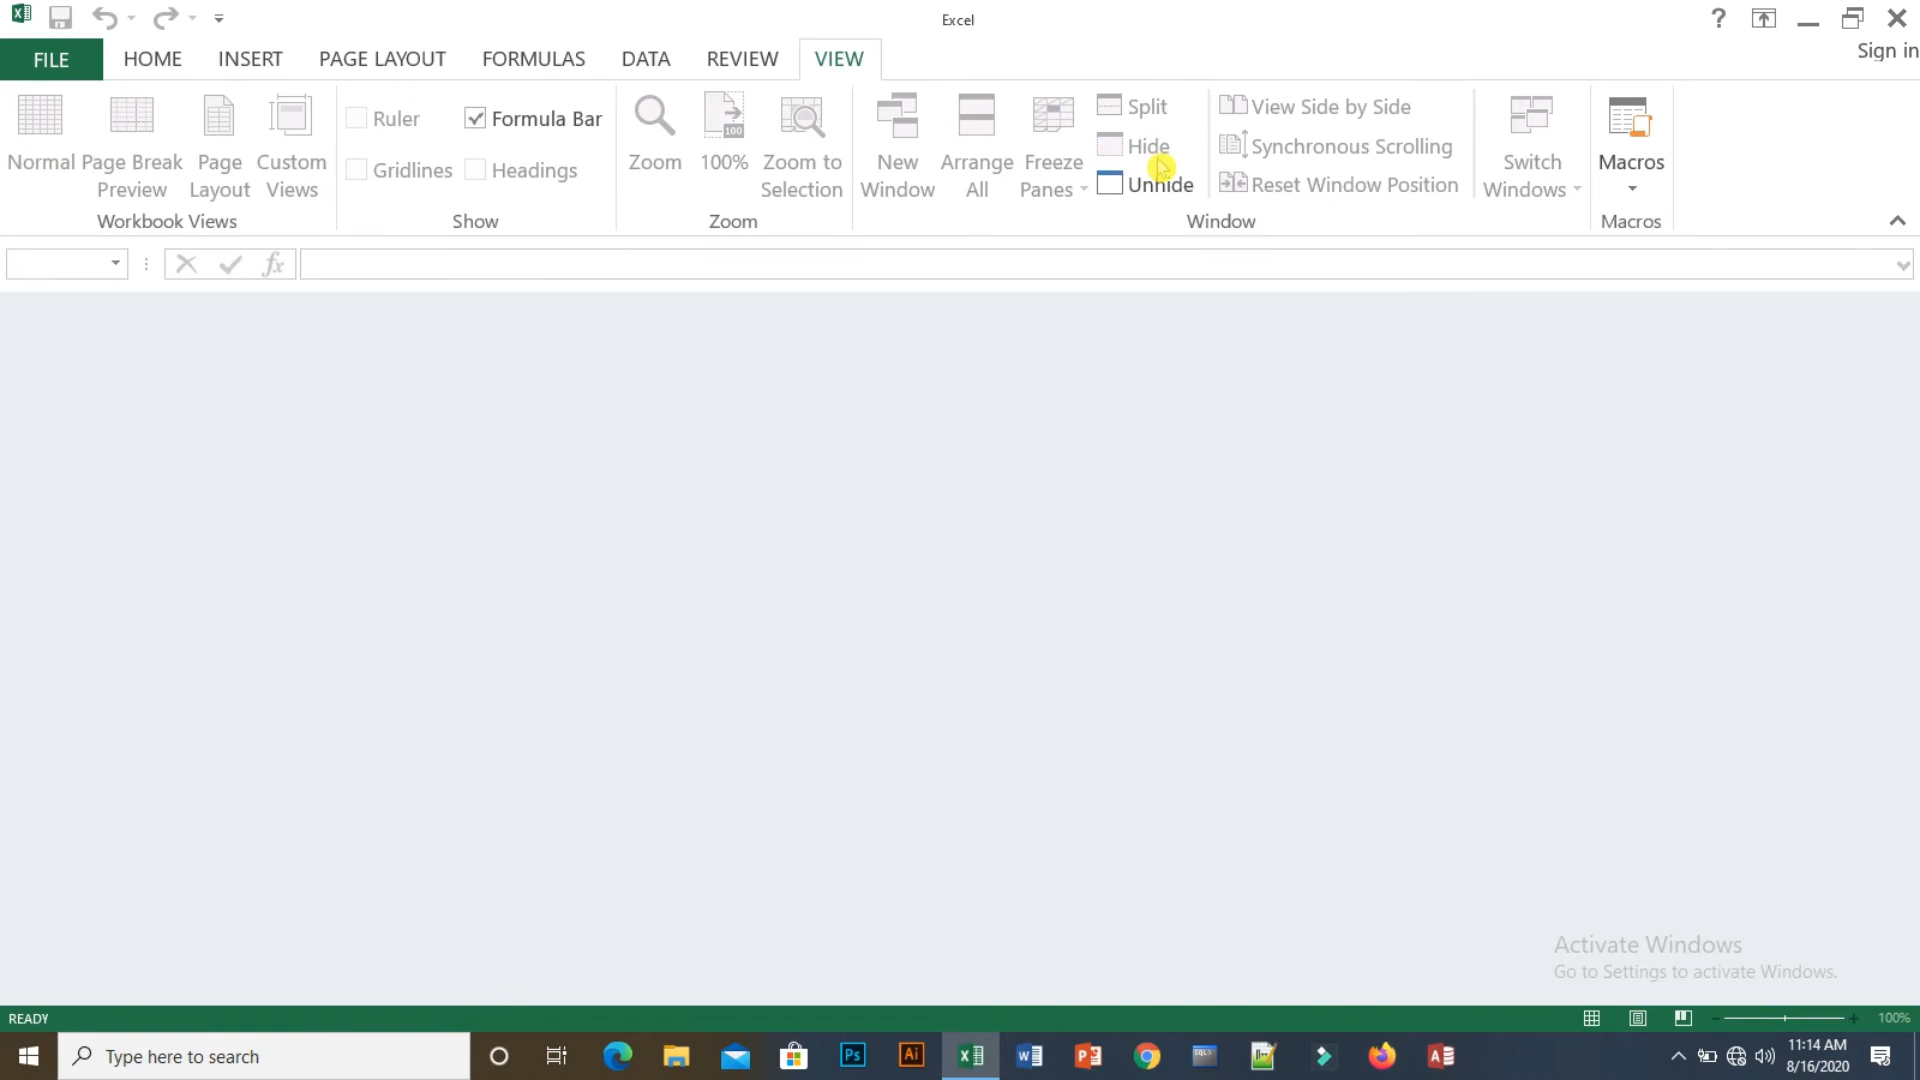 Excel
Sign in
FILE HOME INSERT PAGE LAYOUT FORMULAS DATA REVIEW VIEW
Normal
Page Break Preview
Page Layout
Custom Views
Workbook Views
Ruler
Formula Bar
Gridlines
Headings
Show
Zoom
100
100%
Zoom to Selection
Zoom
New Window
Arrange All
Freeze Panes
Split
Hide
Unhide
View Side by Side
Synchronous Scrolling
Reset Window Position
Switch Windows
Window
Macros
Macros
fx
Activate Windows
Go to Settings to activate Windows.
READY
100%
Type here to search
Ps
Ai
11:14 AM
8/16/2020